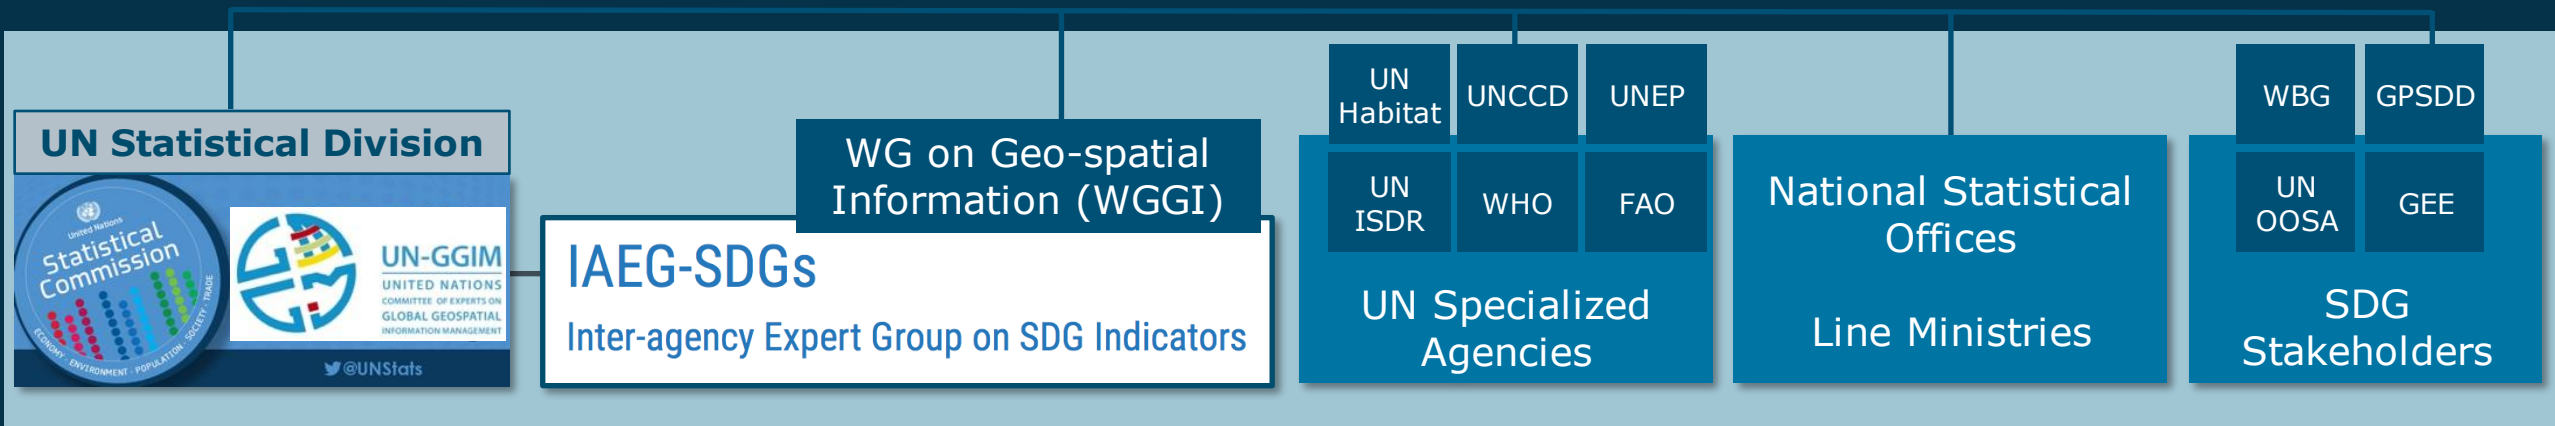 UN Statistical Division
United Nations
Statistical
Commission
ECONOMY · ENVIRONMENT · POPULATION · SOCIETY · TRADE
UN-GGIM
UNITED NATIONS
COMMITTEE OF EXPERTS ON
GLOBAL GEOSPATIAL
INFORMATION MANAGEMENT
@UNStats
WG on Geo-spatial
Information (WGGI)
IAEG-SDGs
Inter-agency Expert Group on SDG Indicators
UN
Habitat
UNCCD
UNEP
UN
ISDR
WHO
FAO
UN Specialized
Agencies
National Statistical
Offices
Line Ministries
WBG
GPSDD
UN
OOSA
GEE
SDG
Stakeholders